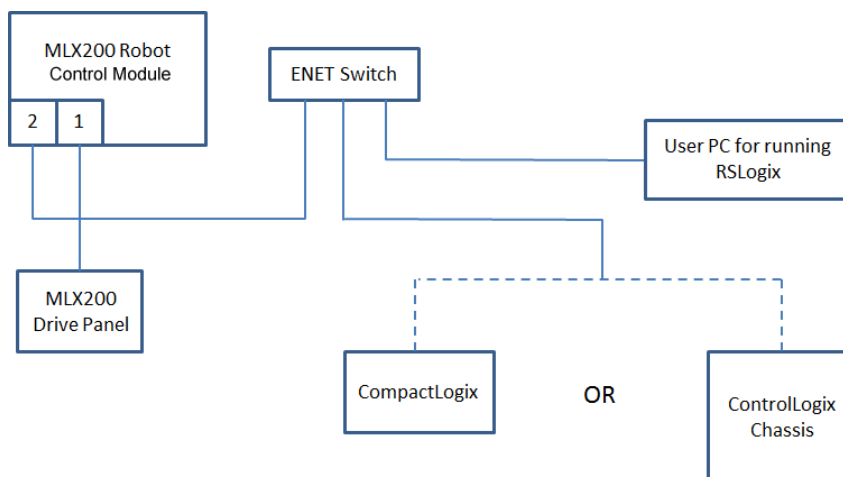 MLX200 Robot
Control Module
2
1
ENET Switch
User PC for running
RSLogix
MLX200
Drive Panel
CompactLogix
OR
ControlLogix
Chassis